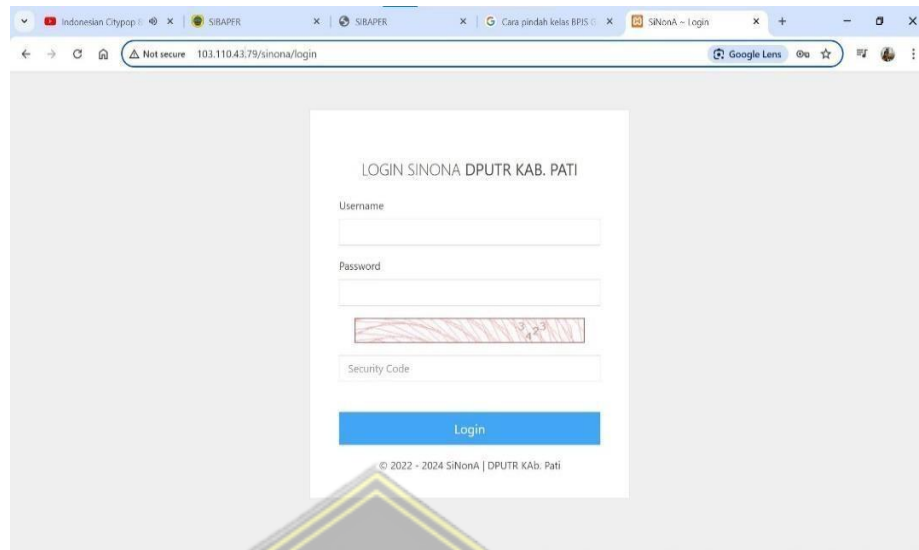 Indonesian Citypop
SIBAPER
SIBAPER
Cara pindah kelas BPJS
SiNonA ~ Login
Not secure 103.110.43.79/sinona/login
Google Lens
LOGIN SINONA DPUTR KAB. PATI
Username
Password
3423
Security Code
Login
© 2022 - 2024 SiNonA | DPUTR KAb. Pati